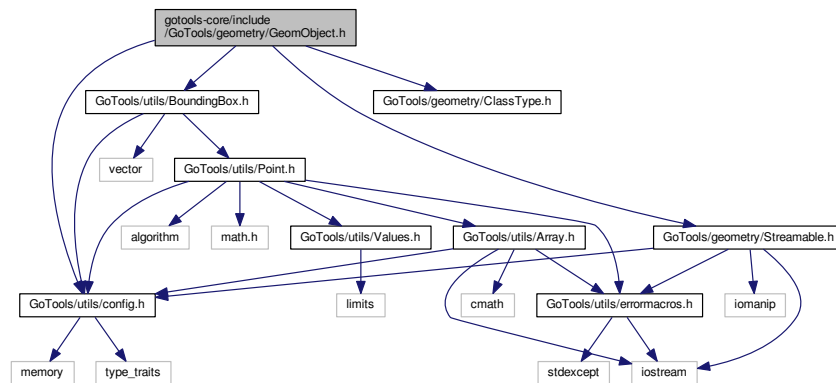 gotools-core/include
/GoTools/geometry/GeomObject.h
GoTools/utils/BoundingBox.h
GoTools/geometry/ClassType.h
vector
GoTools/utils/Point.h
algorithm
math.h
GoTools/utils/Values.h
GoTools/utils/Array.h
GoTools/geometry/Streamable.h
GoTools/utils/config.h
limits
cmath
GoTools/utils/errormacros.h
iomanip
memory
type_traits
stdexcept
iostream